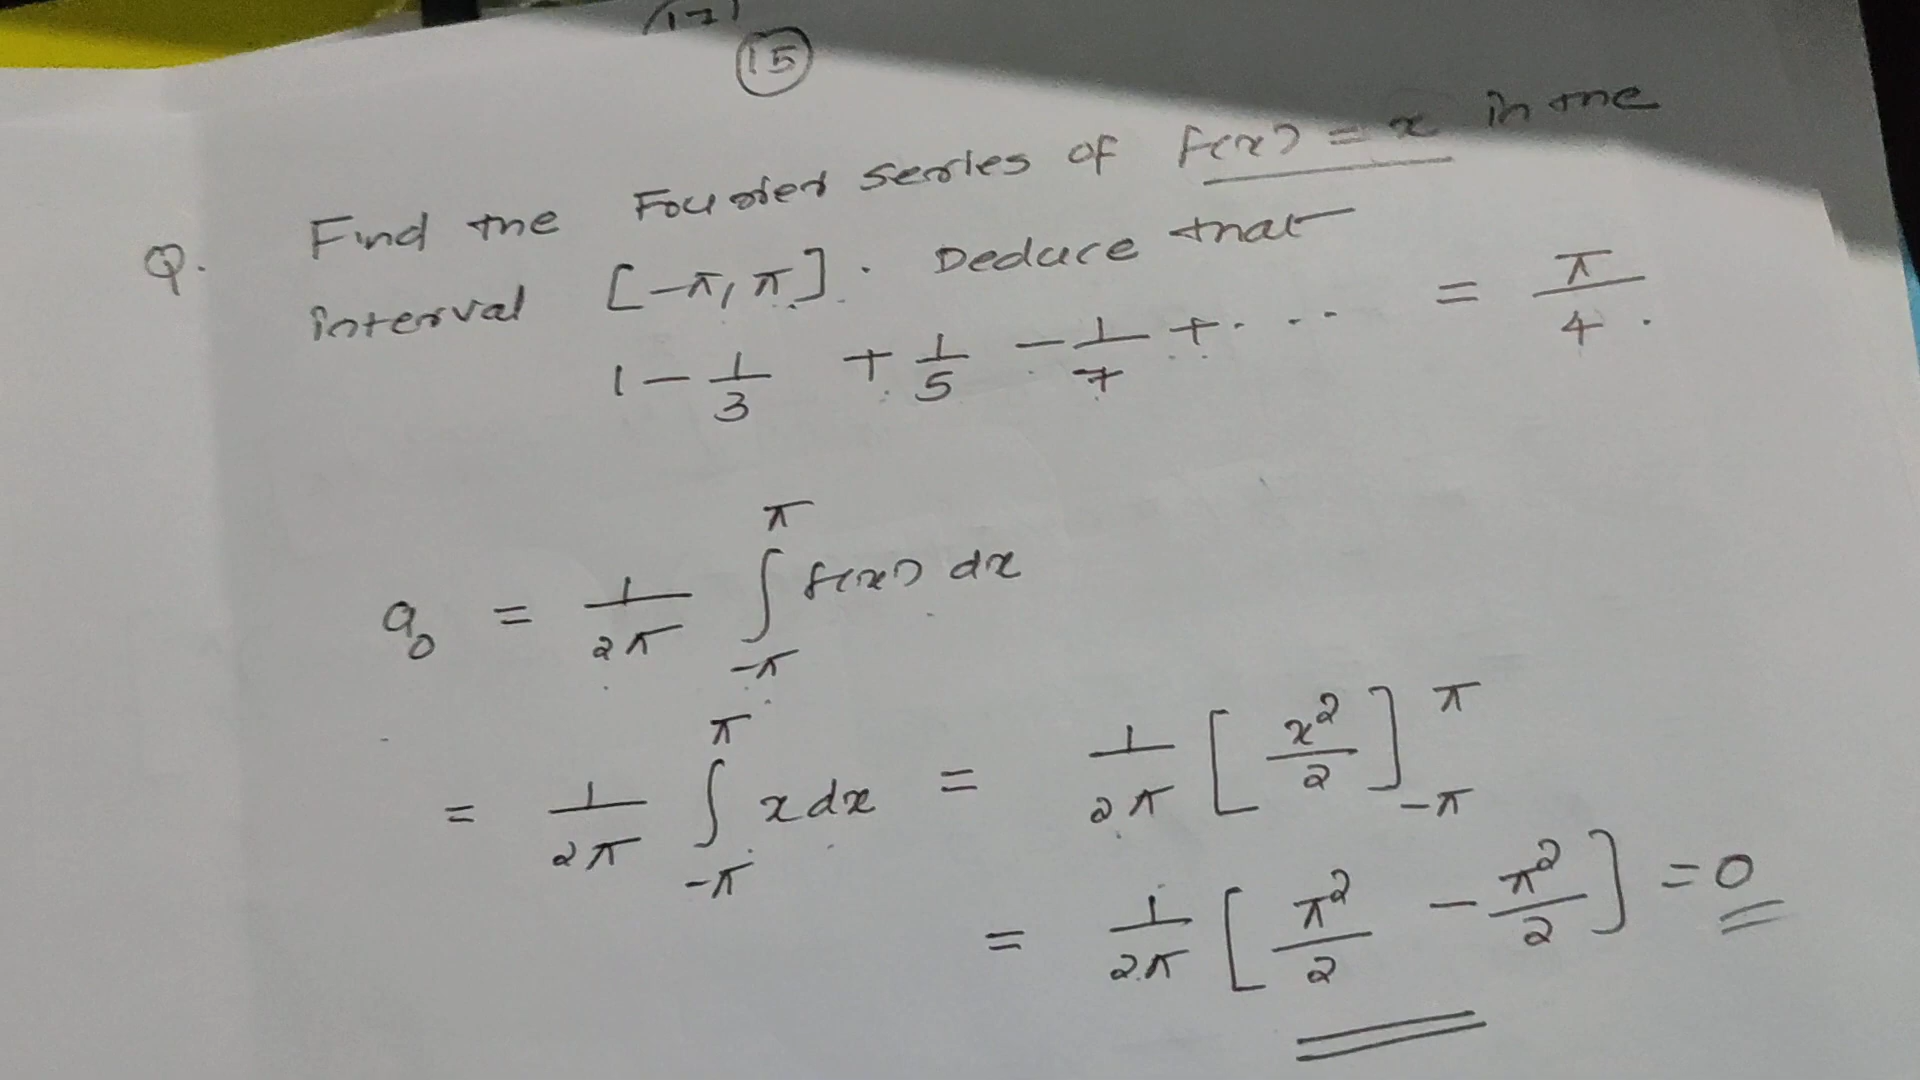 15
Q. Find the Fourier series of f(x) = x in the
interval [-π, π]. Deduce that
1 - 1/3 + 1/5 - 1/7 + .... = π/4.
a₀ = 1/2π ∫_{-π}^{π} f(x) dx
= 1/2π ∫_{-π}^{π} x dx = 1/2π [x²/2]_{-π}^{π}
= 1/2π [π²/2 - π²/2] = 0